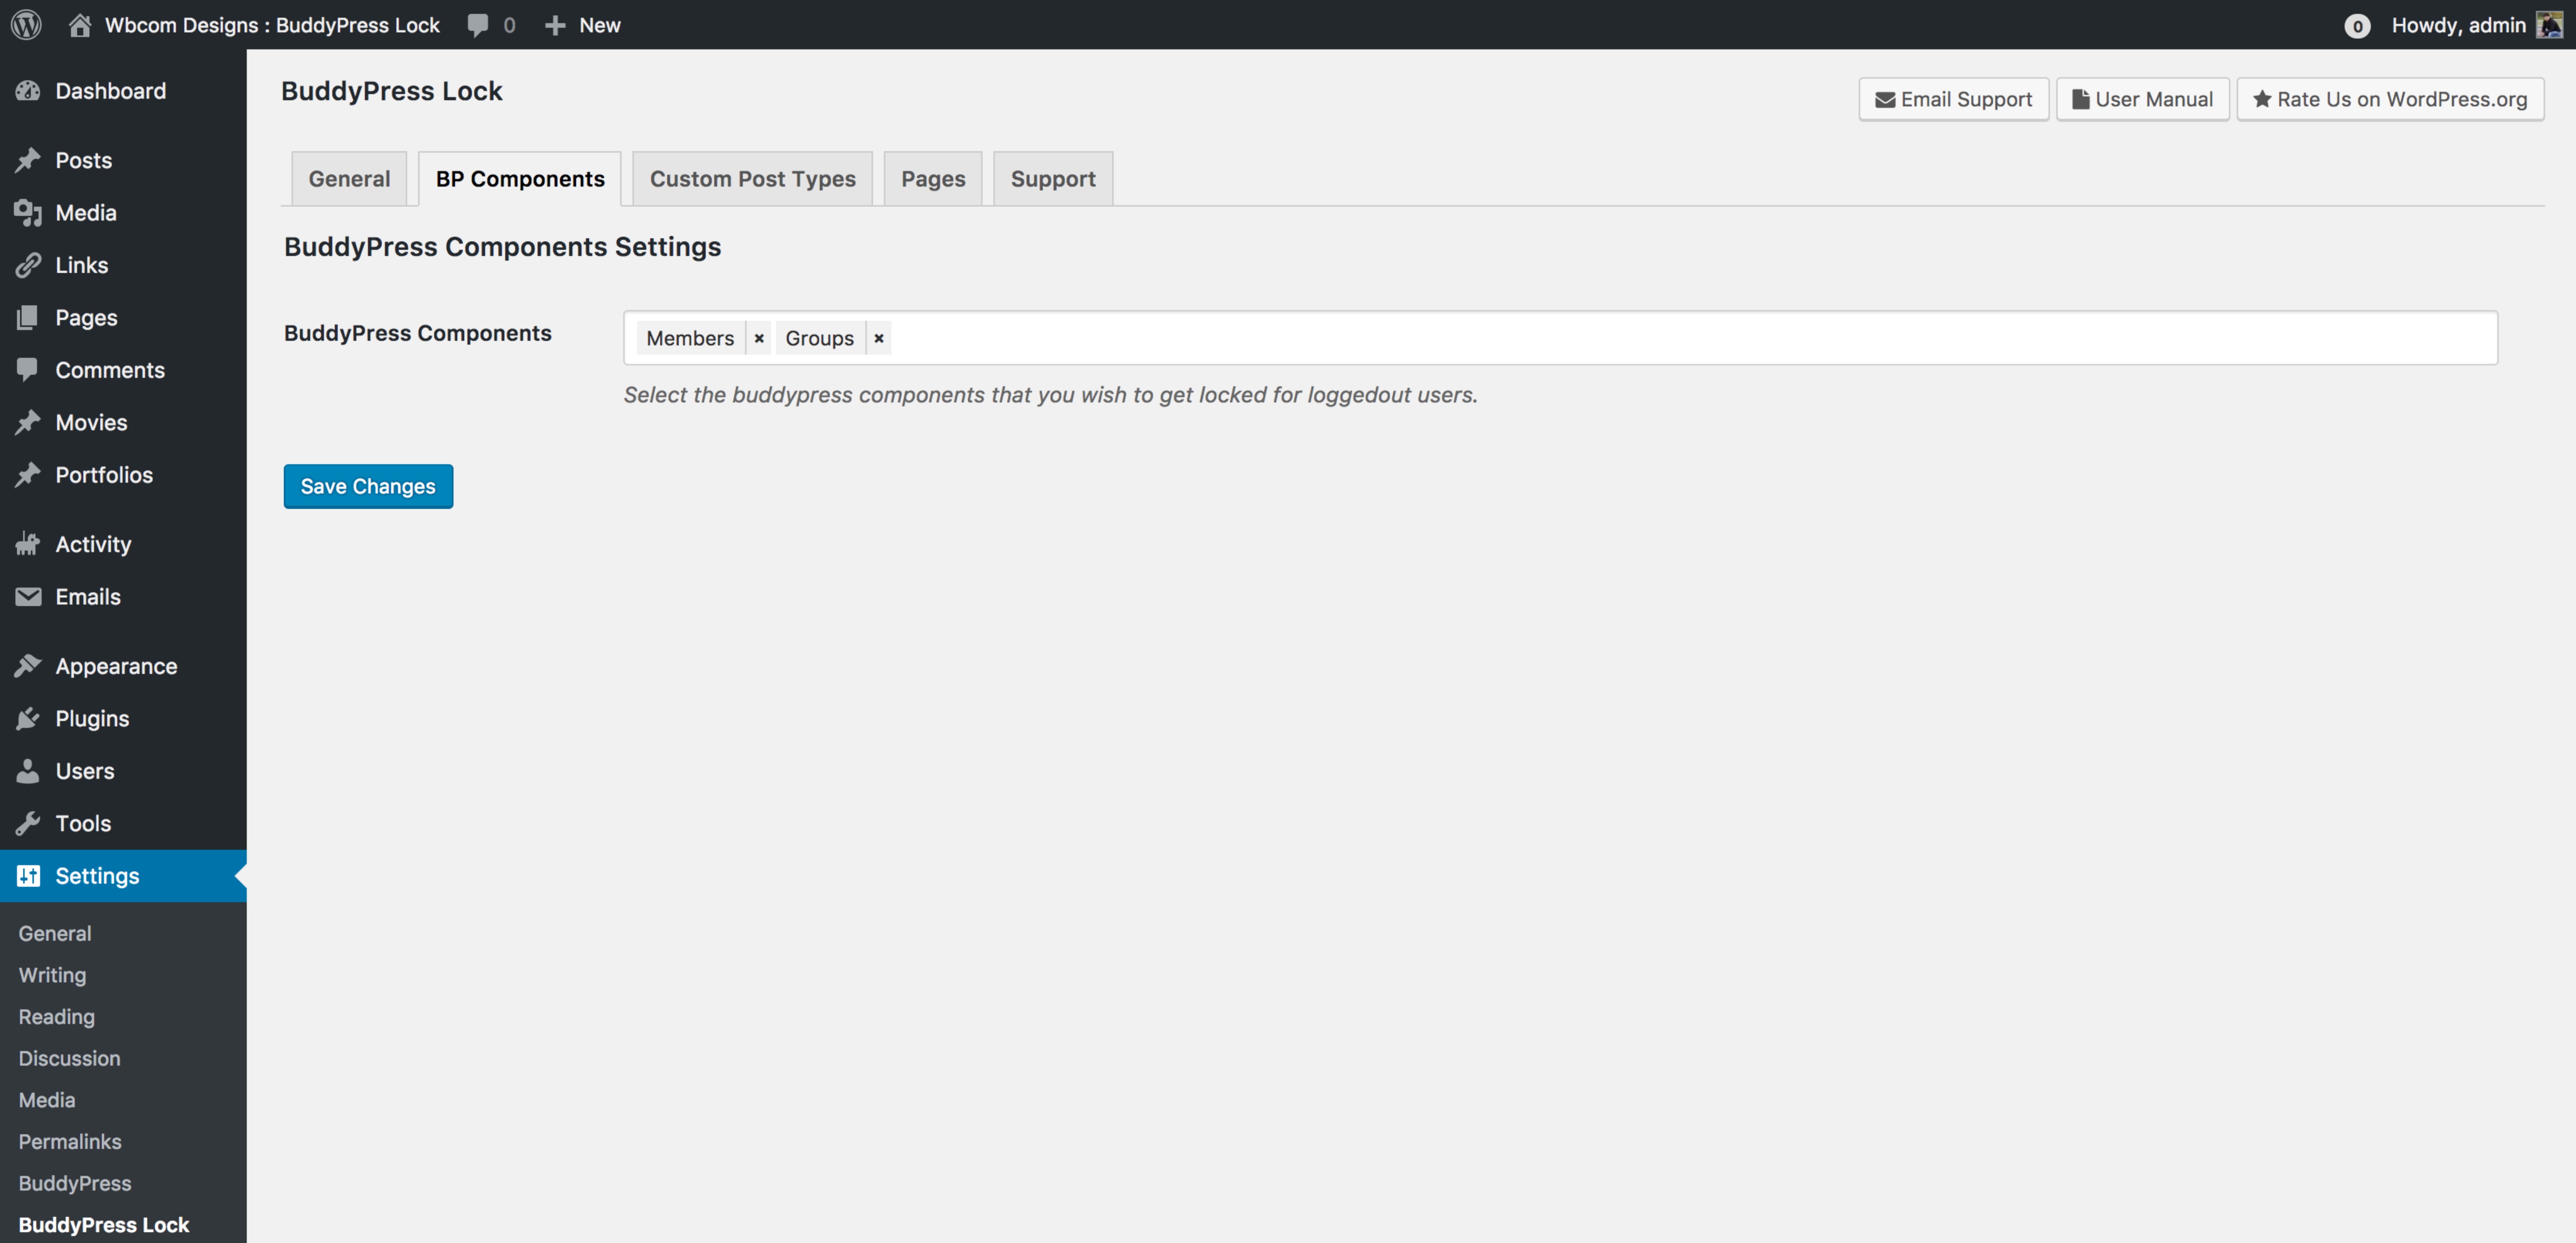 Wbcom Designs : BuddyPress Lock 0 New 0 Howdy, admin
Dashboard
Posts
Media
Links
Pages
Comments
Movies
Portfolios
Activity
Emails
Appearance
Plugins
Users
Tools
Settings
General
Writing
Reading
Discussion
Media
Permalinks
BuddyPress
BuddyPress Lock
BuddyPress Lock
Email Support User Manual Rate Us on WordPress.org
General BP Components Custom Post Types Pages Support
BuddyPress Components Settings
BuddyPress Components Members × Groups ×
Select the buddypress components that you wish to get locked for loggedout users.
Save Changes